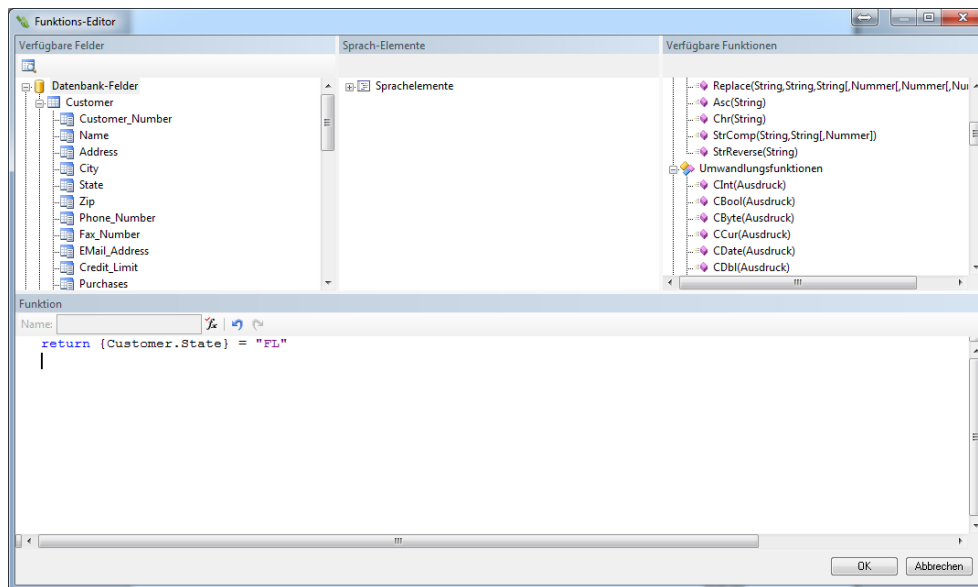 Funktions-Editor
Verfügbare Felder
Sprach-Elemente
Verfügbare Funktionen
Datenbank-Felder
Customer
Customer_Number
Name
Address
City
State
Zip
Phone_Number
Fax_Number
EMail_Address
Credit_Limit
Purchases
Sprachelemente
Replace(String,String,String[,Nummer[,Nummer[,Nu
Asc(String)
Chr(String)
StrComp(String,String[,Nummer])
StrReverse(String)
Umwandlungsfunktionen
CInt(Ausdruck)
CBool(Ausdruck)
CByte(Ausdruck)
CCur(Ausdruck)
CDate(Ausdruck)
CDbl(Ausdruck)
Funktion
Name:
return {Customer.State} = "FL"
OK
Abbrechen